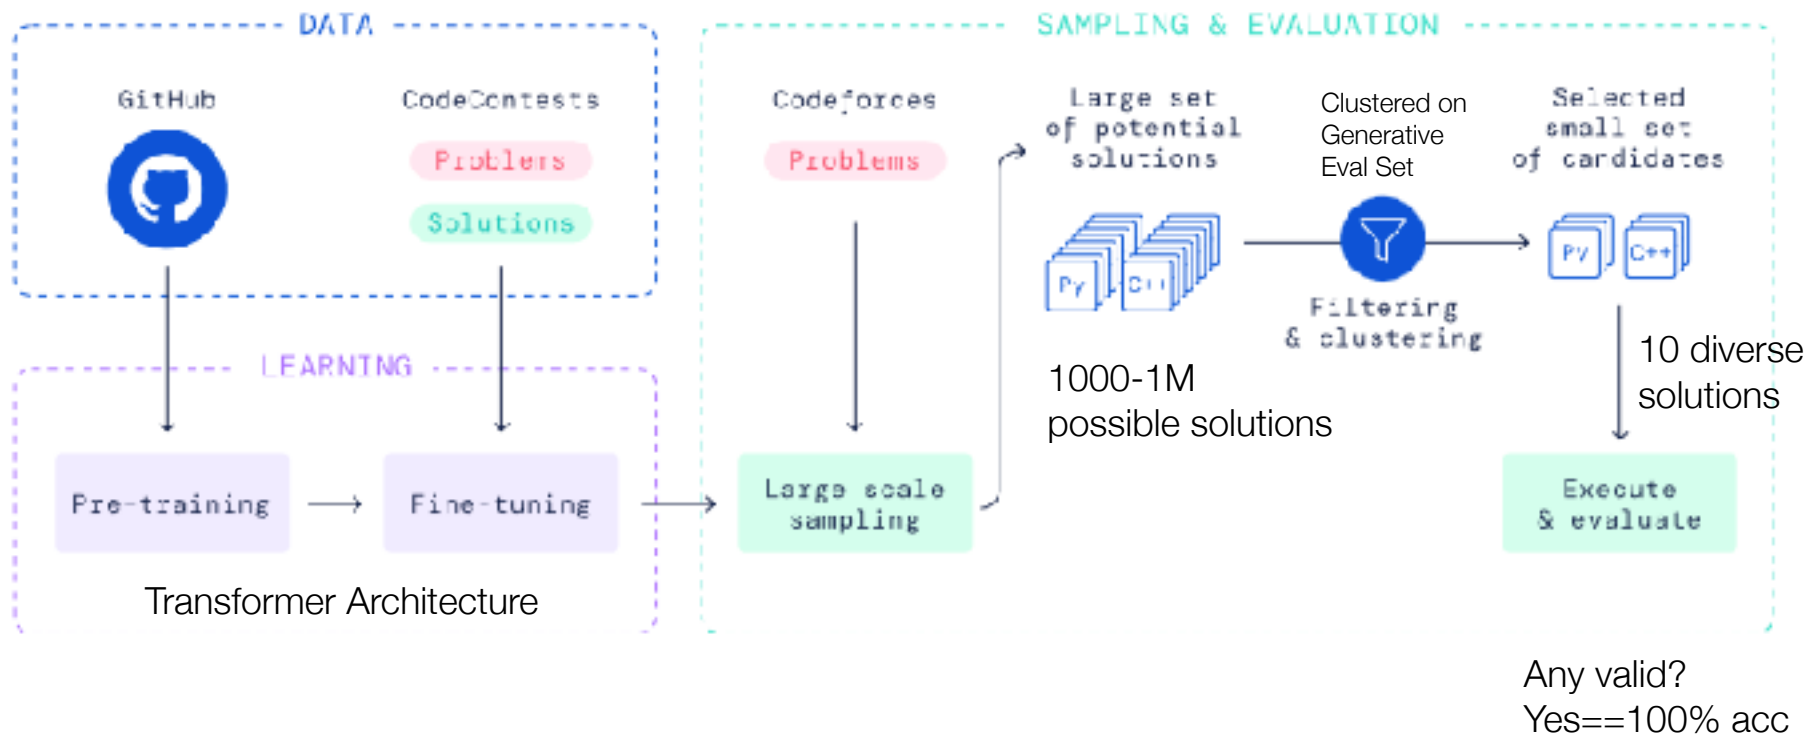 DATA
GitHub
CodeContests
Problems
Solutions
LEARNING
Pre-training
Fine-tuning
Transformer Architecture
SAMPLING & EVALUATION
Codeforces
Problems
Large scale
sampling
Large set
of potential
solutions
Py
C++
1000-1M
possible solutions
Clustered on
Generative
Eval Set
Filtering
& clustering
Selected
small set
of candidates
Py
C++
10 diverse
solutions
Execute
& evaluate
Any valid?
Yes==100% acc